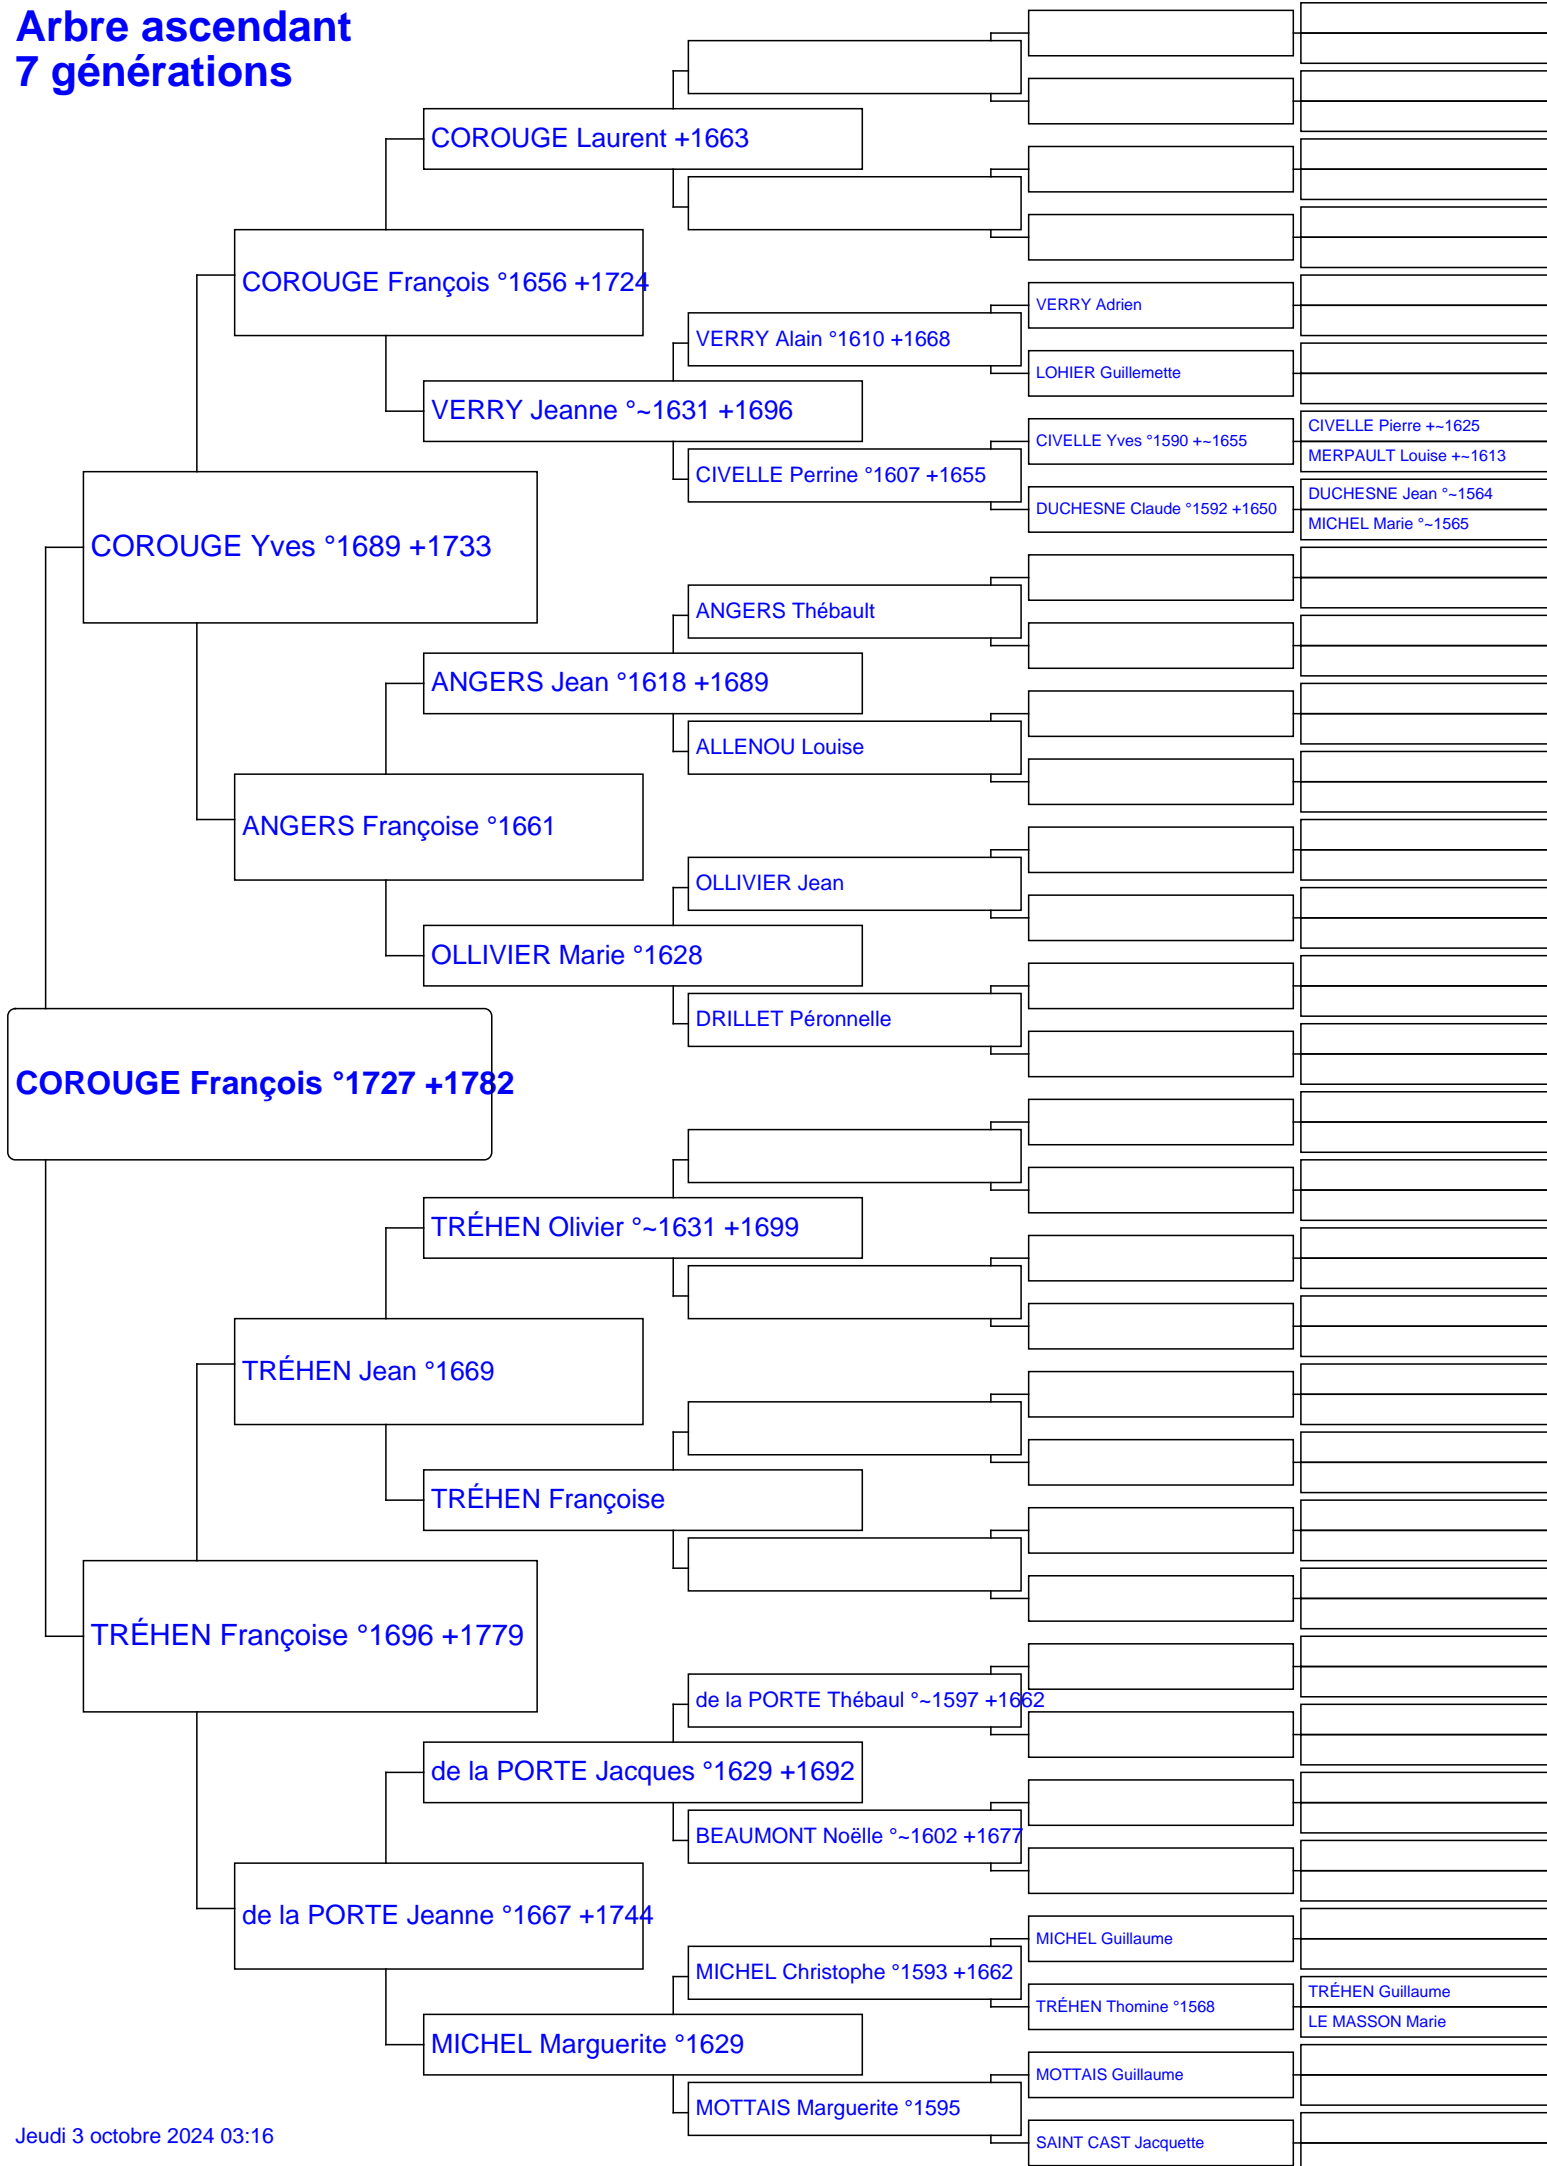 Arbre ascendant
7 générations
COROUGE Laurent +1663
COROUGE François °1656 +1724
VERRY Adrien
VERRY Alain °1610 +1668
LOHIER Guillemette
VERRY Jeanne °~1631 +1696
CIVELLE Pierre +~1625
CIVELLE Yves °1590 +~1655
MERPAULT Louise +~1613
CIVELLE Perrine °1607 +1655
DUCHESNE Jean °~1564
DUCHESNE Claude °1592 +1650
MICHEL Marie °~1565
COROUGE Yves °1689 +1733
ANGERS Thébault
ANGERS Jean °1618 +1689
ALLENOU Louise
ANGERS Françoise °1661
OLLIVIER Jean
OLLIVIER Marie °1628
DRILLET Péronnelle
COROUGE François °1727 +1782
TRÉHEN Olivier °~1631 +1699
TRÉHEN Jean °1669
TRÉHEN Françoise
TRÉHEN Françoise °1696 +1779
de la PORTE Thébaul °~1597 +1662
de la PORTE Jacques °1629 +1692
BEAUMONT Noëlle °~1602 +1677
de la PORTE Jeanne °1667 +1744
MICHEL Guillaume
MICHEL Christophe °1593 +1662
TRÉHEN Guillaume
TRÉHEN Thomine °1568
LE MASSON Marie
MICHEL Marguerite °1629
MOTTAIS Guillaume
MOTTAIS Marguerite °1595
SAINT CAST Jacquette
Jeudi 3 octobre 2024 03:16